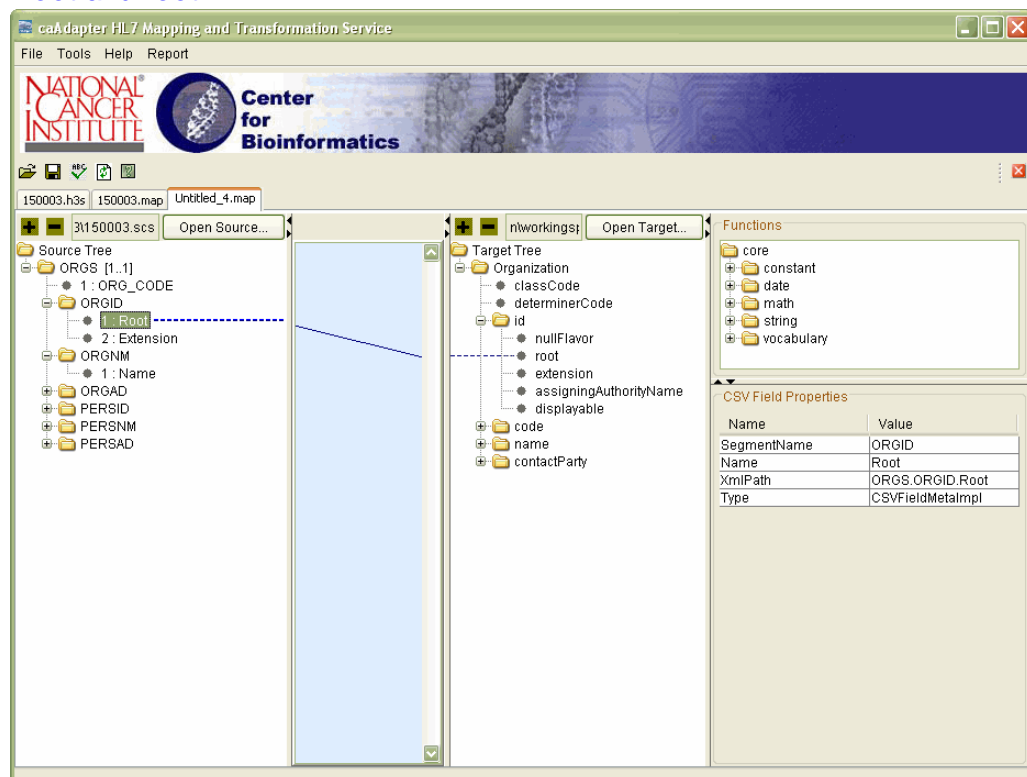 caAdapter HL7 Mapping and Transformation Service
File Tools Help Report
NATIONAL®
CANCER
INSTITUTE
Center
for
Bioinformatics
ABC
150003.h3s 150003.map Untitled_4.map
3\150003.scs Open Source...
n\workingsp Open Target...
Source Tree
ORGS [1..1]
1 : ORG_CODE
ORGID
1 : Root
2 : Extension
ORGNM
1 : Name
ORGAD
PERSID
PERSNM
PERSAD
Target Tree
Organization
classCode
determinerCode
id
nullFlavor
root
extension
assigningAuthorityName
displayable
code
name
contactParty
Functions
core
constant
date
math
string
vocabulary
CSV Field Properties
Name Value
SegmentName ORGID
Name Root
XmlPath ORGS.ORGID.Root
Type CSVFieldMetaImpl